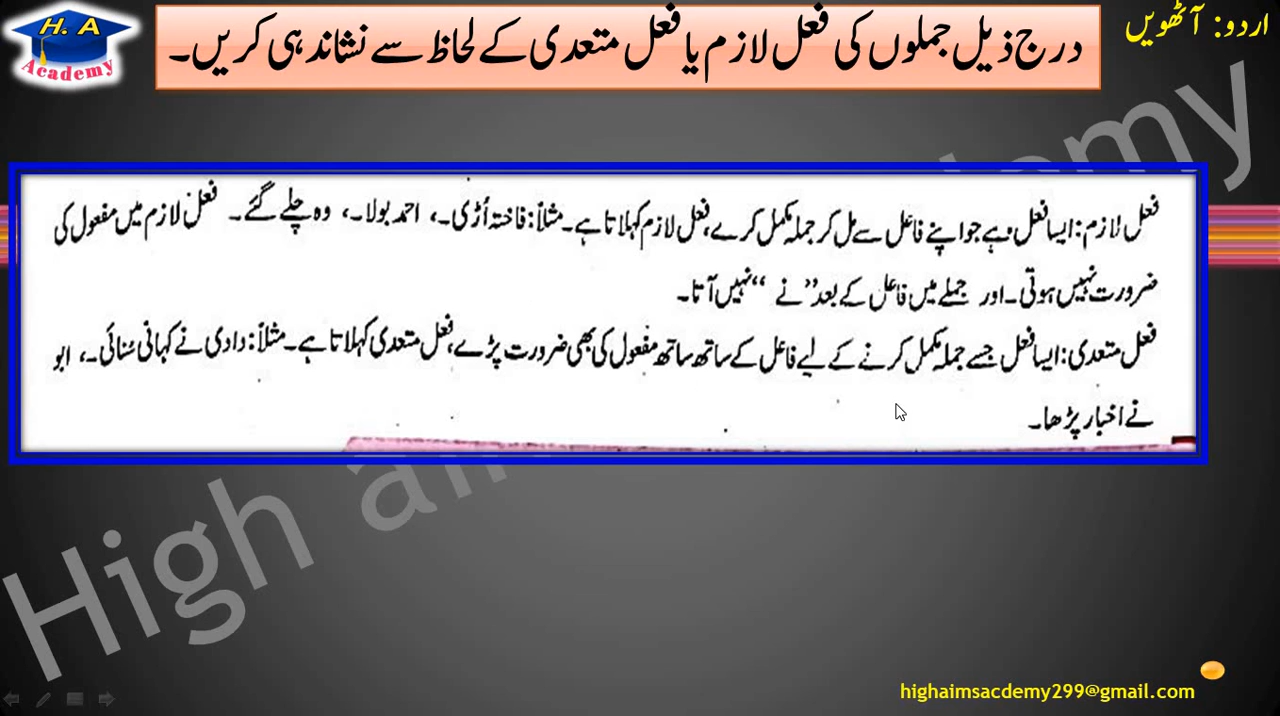 H. A
Academy
درج ذیل جملوں کی فعل لازم یا فعل متعدی کے لحاظ سے نشاندہی کریں۔
اردو: آٹھویں
فعل لازم: ایسا فعل ہے جو اپنے فاعل سے مل کر جملہ مکمل کرے، فعل لازم کہلاتا ہے۔ مثلاً: فاختہ اُڑی۔، احمد بولا۔، وہ چلے گئے۔ فعل لازم میں مفعول کی
ضرورت نہیں ہوتی۔ اور جملے میں فاعل کے بعد ”نے“ نہیں آتا۔
فعل متعدی: ایسا فعل جسے جملہ مکمل کرنے کے لیے فاعل کے ساتھ ساتھ مفعول کی بھی ضرورت پڑے، فعل متعدی کہلاتا ہے۔ مثلاً: دادی نے کہانی سُنائی۔، ابو
نے اخبار پڑھا۔
highaimsacdemy299@gmail.com